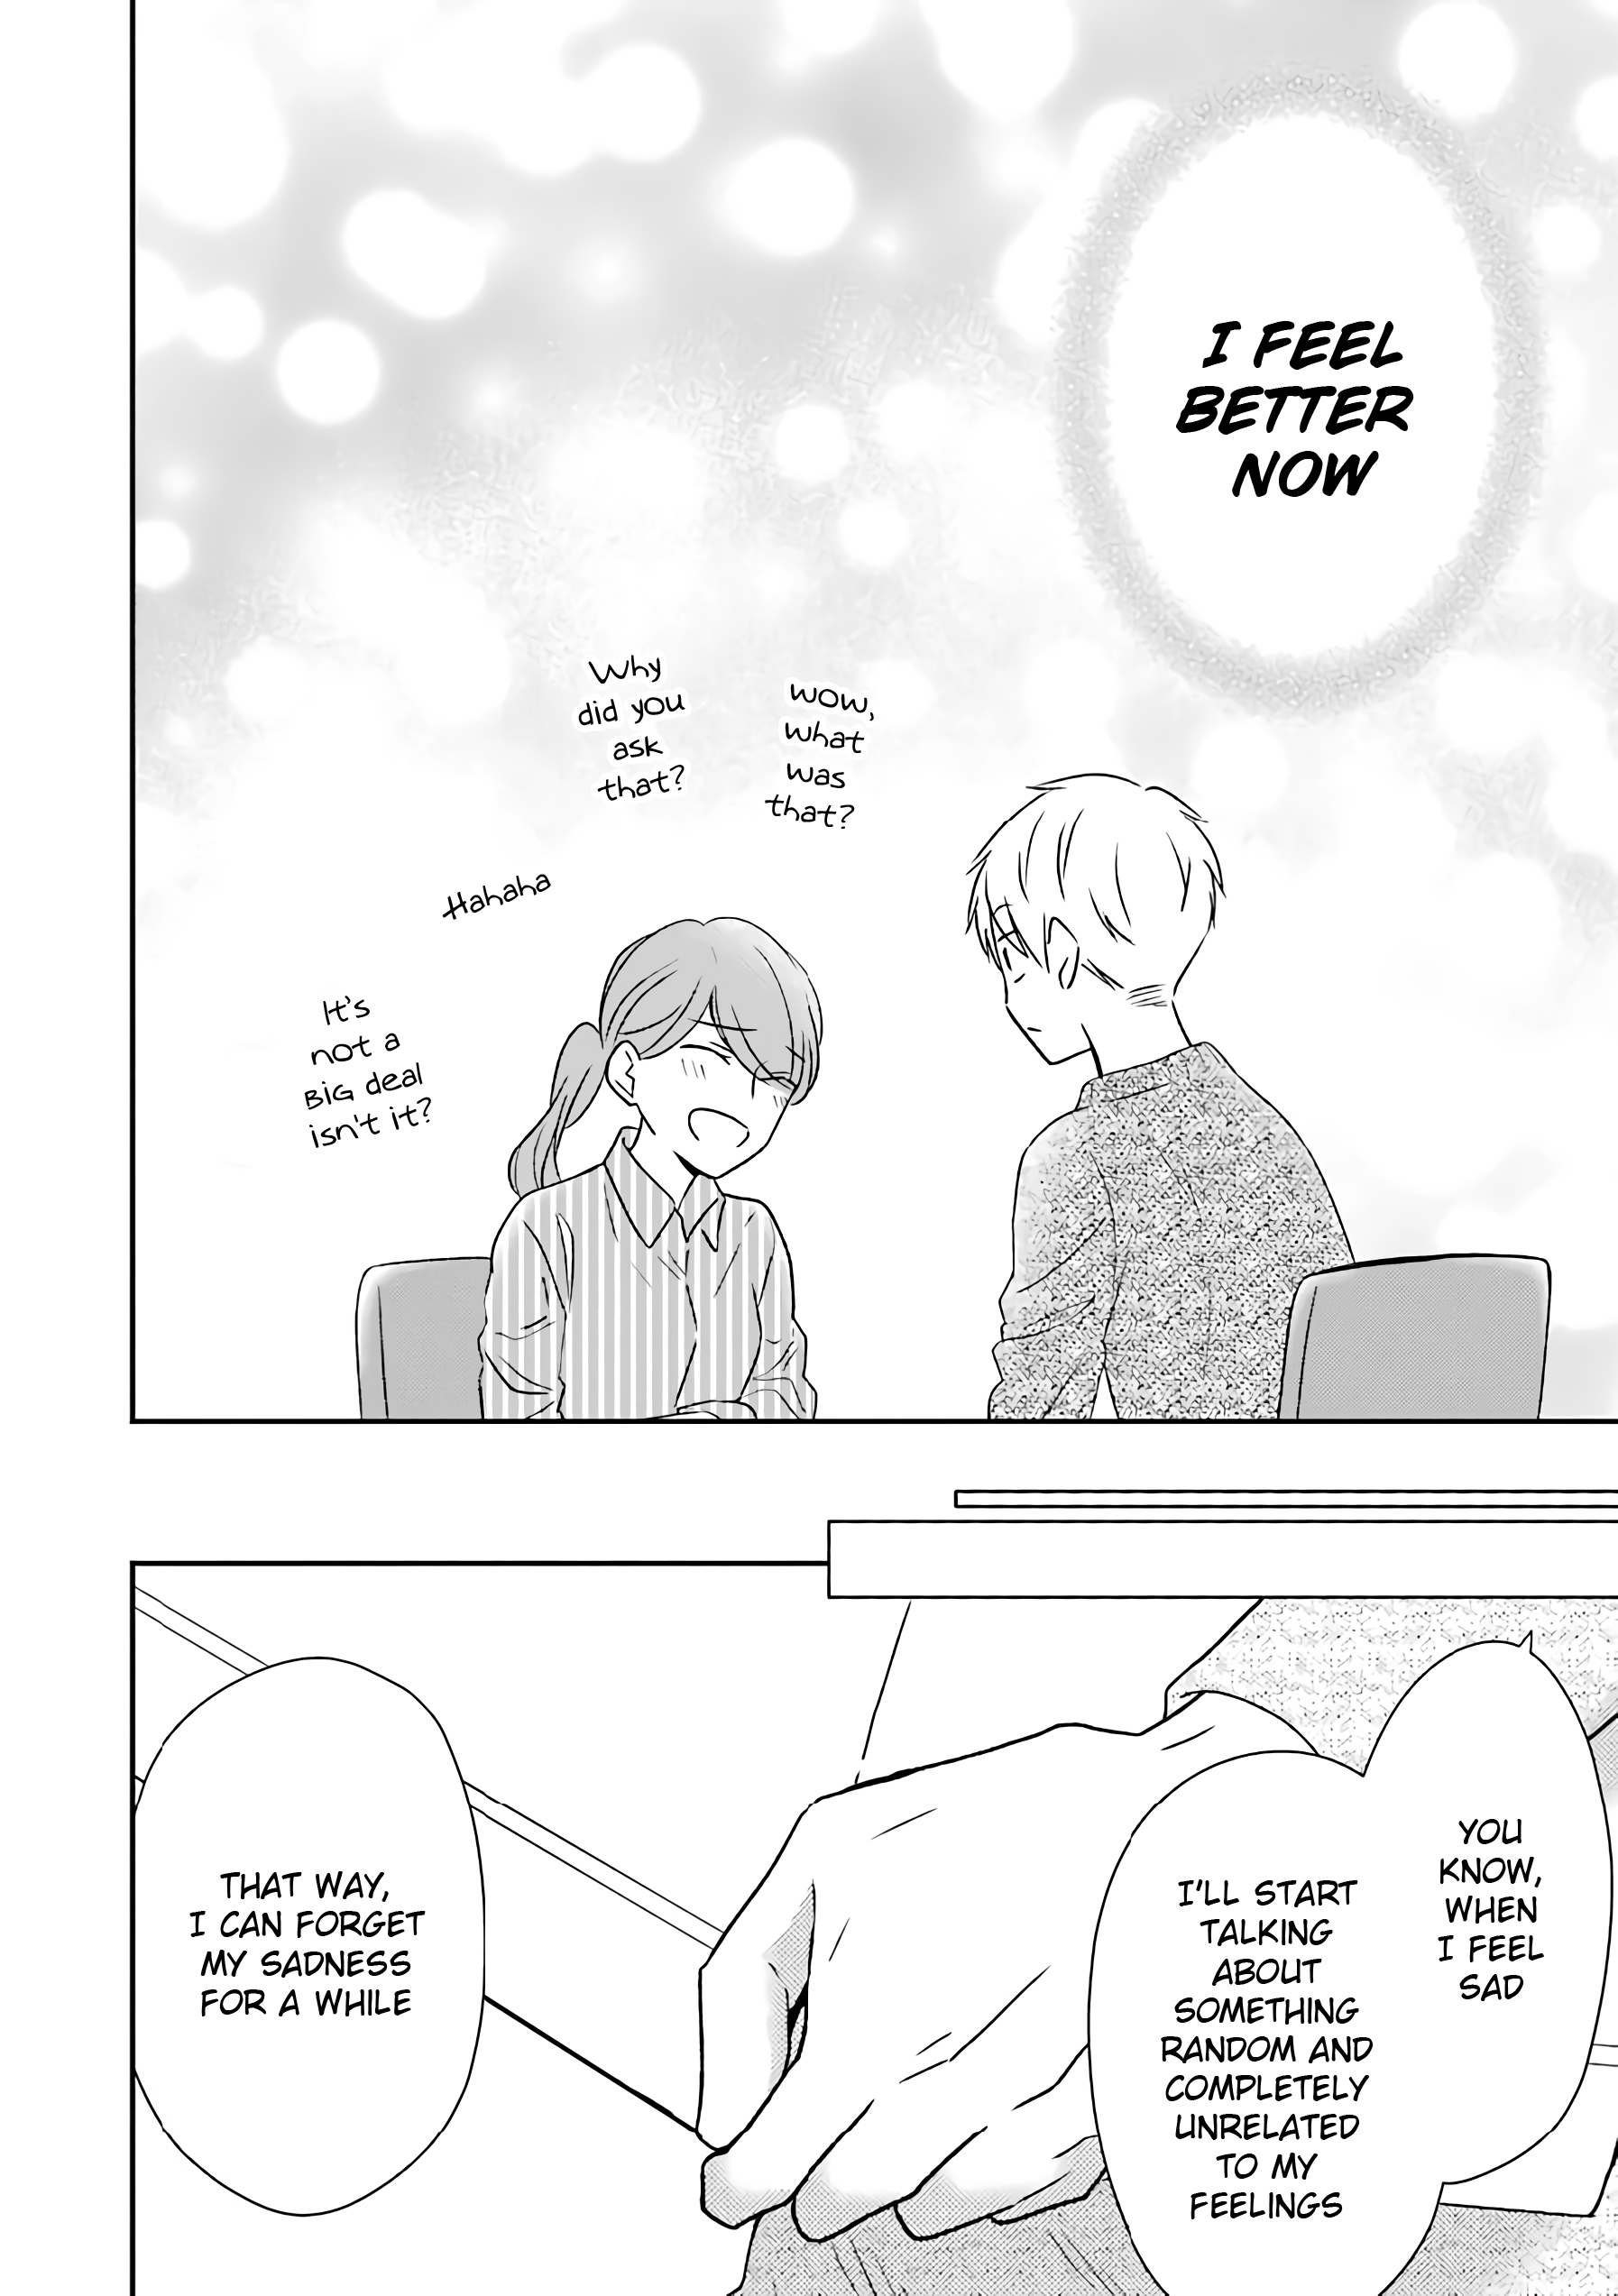 I FEEL
BETTER
NOW
wow,
what
was
that?
Why
did you
ask
that?
Hahaha
It's
not a
BIG deal
isn't it?
YOU
KNOW,
WHEN
I FEEL
SAD
I'LL START
TALKING
ABOUT
SOMETHING
RANDOM AND
COMPLETELY
UNRELATED
TO MY
FEELINGS
THAT WAY,
I CAN FORGET
MY SADNESS
FOR A WHILE